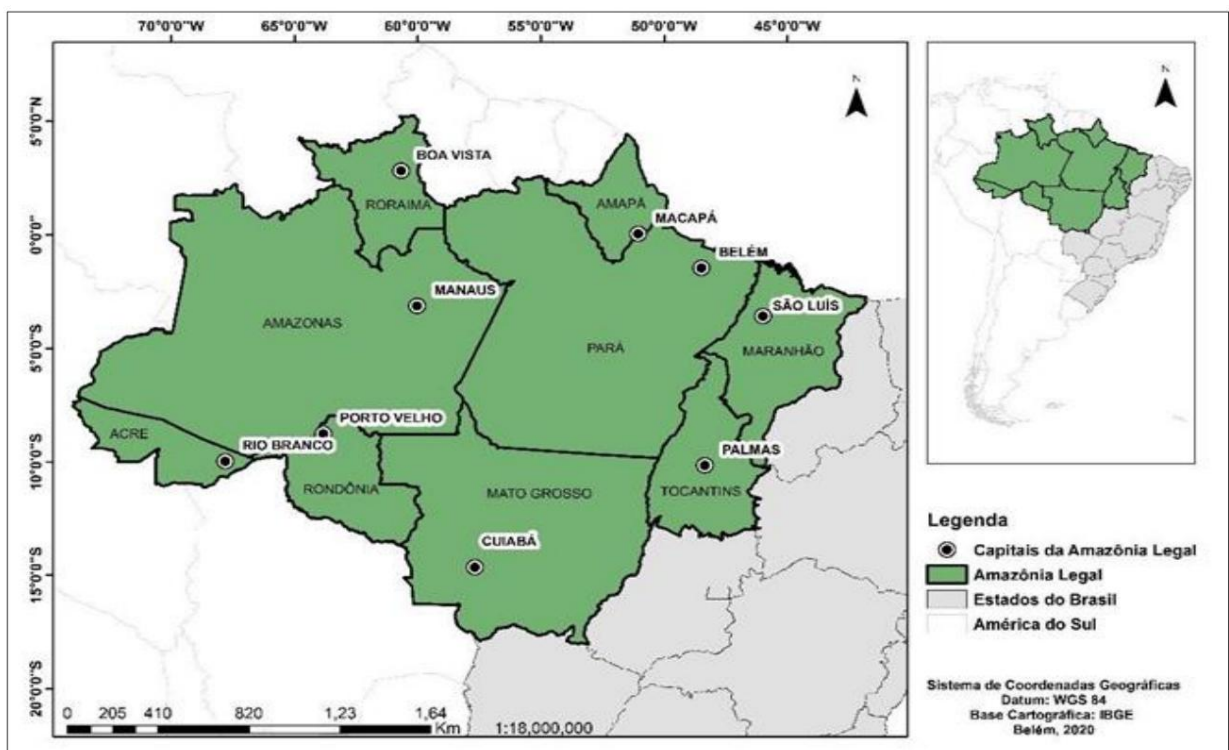 70°0'0"W 65°0'0"W 60°0'0"W 55°0'0"W 50°0'0"W 45°0'0"W
5°0'0"N
0°0'0"
5°0'0"S
10°0'0"S
15°0'0"S
20°0'0"S
N
BOA VISTA
RORAIMA
AMAPÁ
MACAPÁ
BELÉM
MANAUS
SÃO LUÍS
AMAZONAS
PARÁ
MARANHÃO
PORTO VELHO
ACRE
RIO BRANCO
PALMAS
RONDÔNIA
MATO GROSSO
TOCANTINS
CUIABÁ
0 205 410 820 1,23 1,64
Km
1:18,000,000
N
Legenda
Capitais da Amazônia Legal
Amazônia Legal
Estados do Brasil
América do Sul
Sistema de Coordenadas Geográficas
Datum: WGS 84
Base Cartográfica: IBGE
Belém, 2020